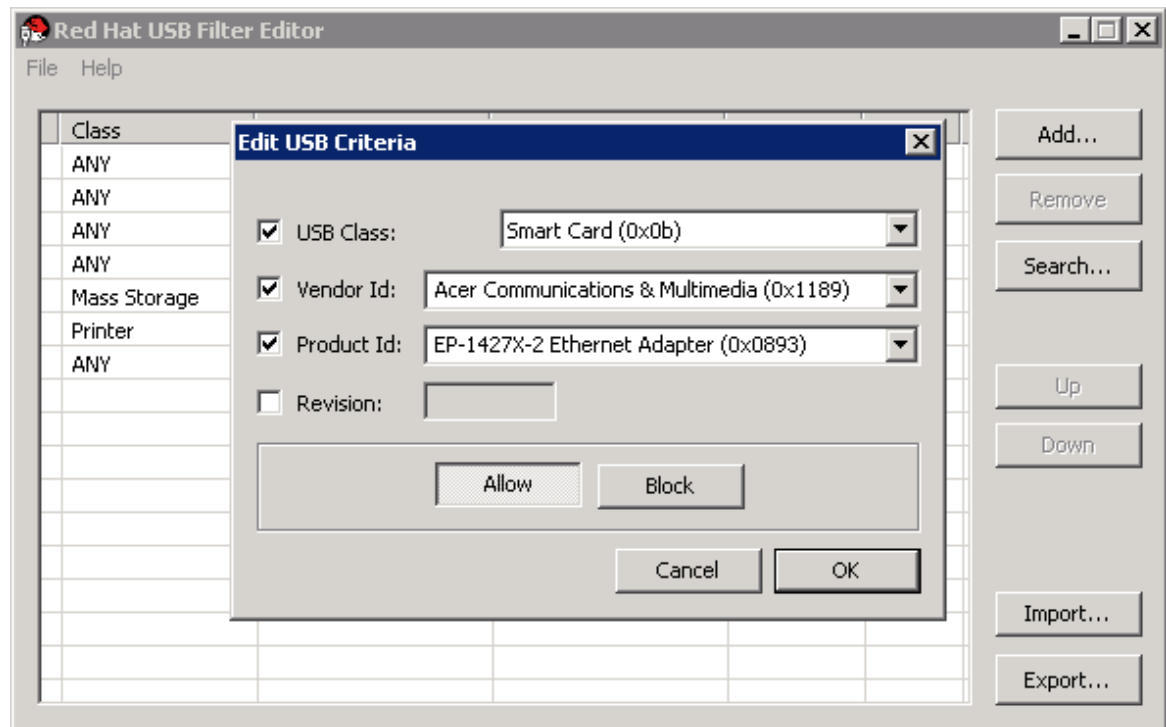 Red Hat USB Filter Editor
File Help
Class
ANY
ANY
ANY
ANY
Mass Storage
Printer
ANY
Edit USB Criteria
USB Class: Smart Card (0x0b)
Vendor Id: Acer Communications & Multimedia (0x1189)
Product Id: EP-1427X-2 Ethernet Adapter (0x0893)
Revision:
Allow Block
Cancel OK
Add...
Remove
Search...
Up
Down
Import...
Export...